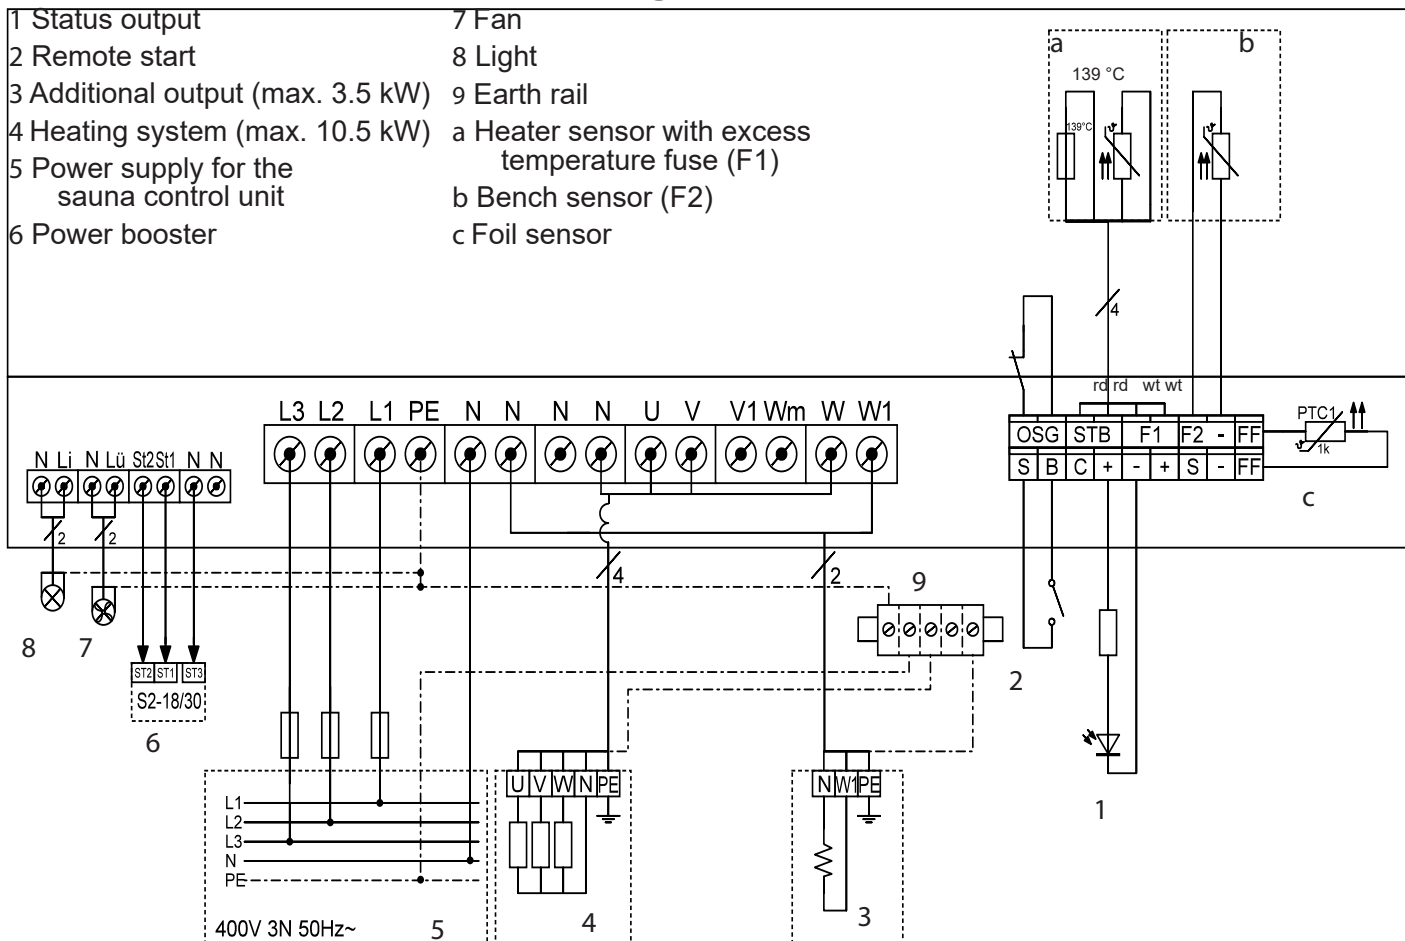 1 Status output
2 Remote start
3 Additional output (max. 3.5 kW)
4 Heating system (max. 10.5 kW)
5 Power supply for the
sauna control unit
6 Power booster
7 Fan
8 Light
9 Earth rail
a Heater sensor with excess
temperature fuse (F1)
b Bench sensor (F2)
c Foil sensor
a
b
139 °C
139°C
4
rd rd wt wt
L3 L2 L1 PE N N N N U V V1 Wm W W1
OSG STB F1 F2 - FF
S B C + - + S - FF
PTC1
1k
c
N Li N Lü St2 St1 N N
2
2
4
2
9
8
7
ST2 ST1 ST3
S2-18/30
6
2
U V W N PE
N W1 PE
L1
L2
L3
N
PE
1
400V 3N 50Hz~
5
4
3